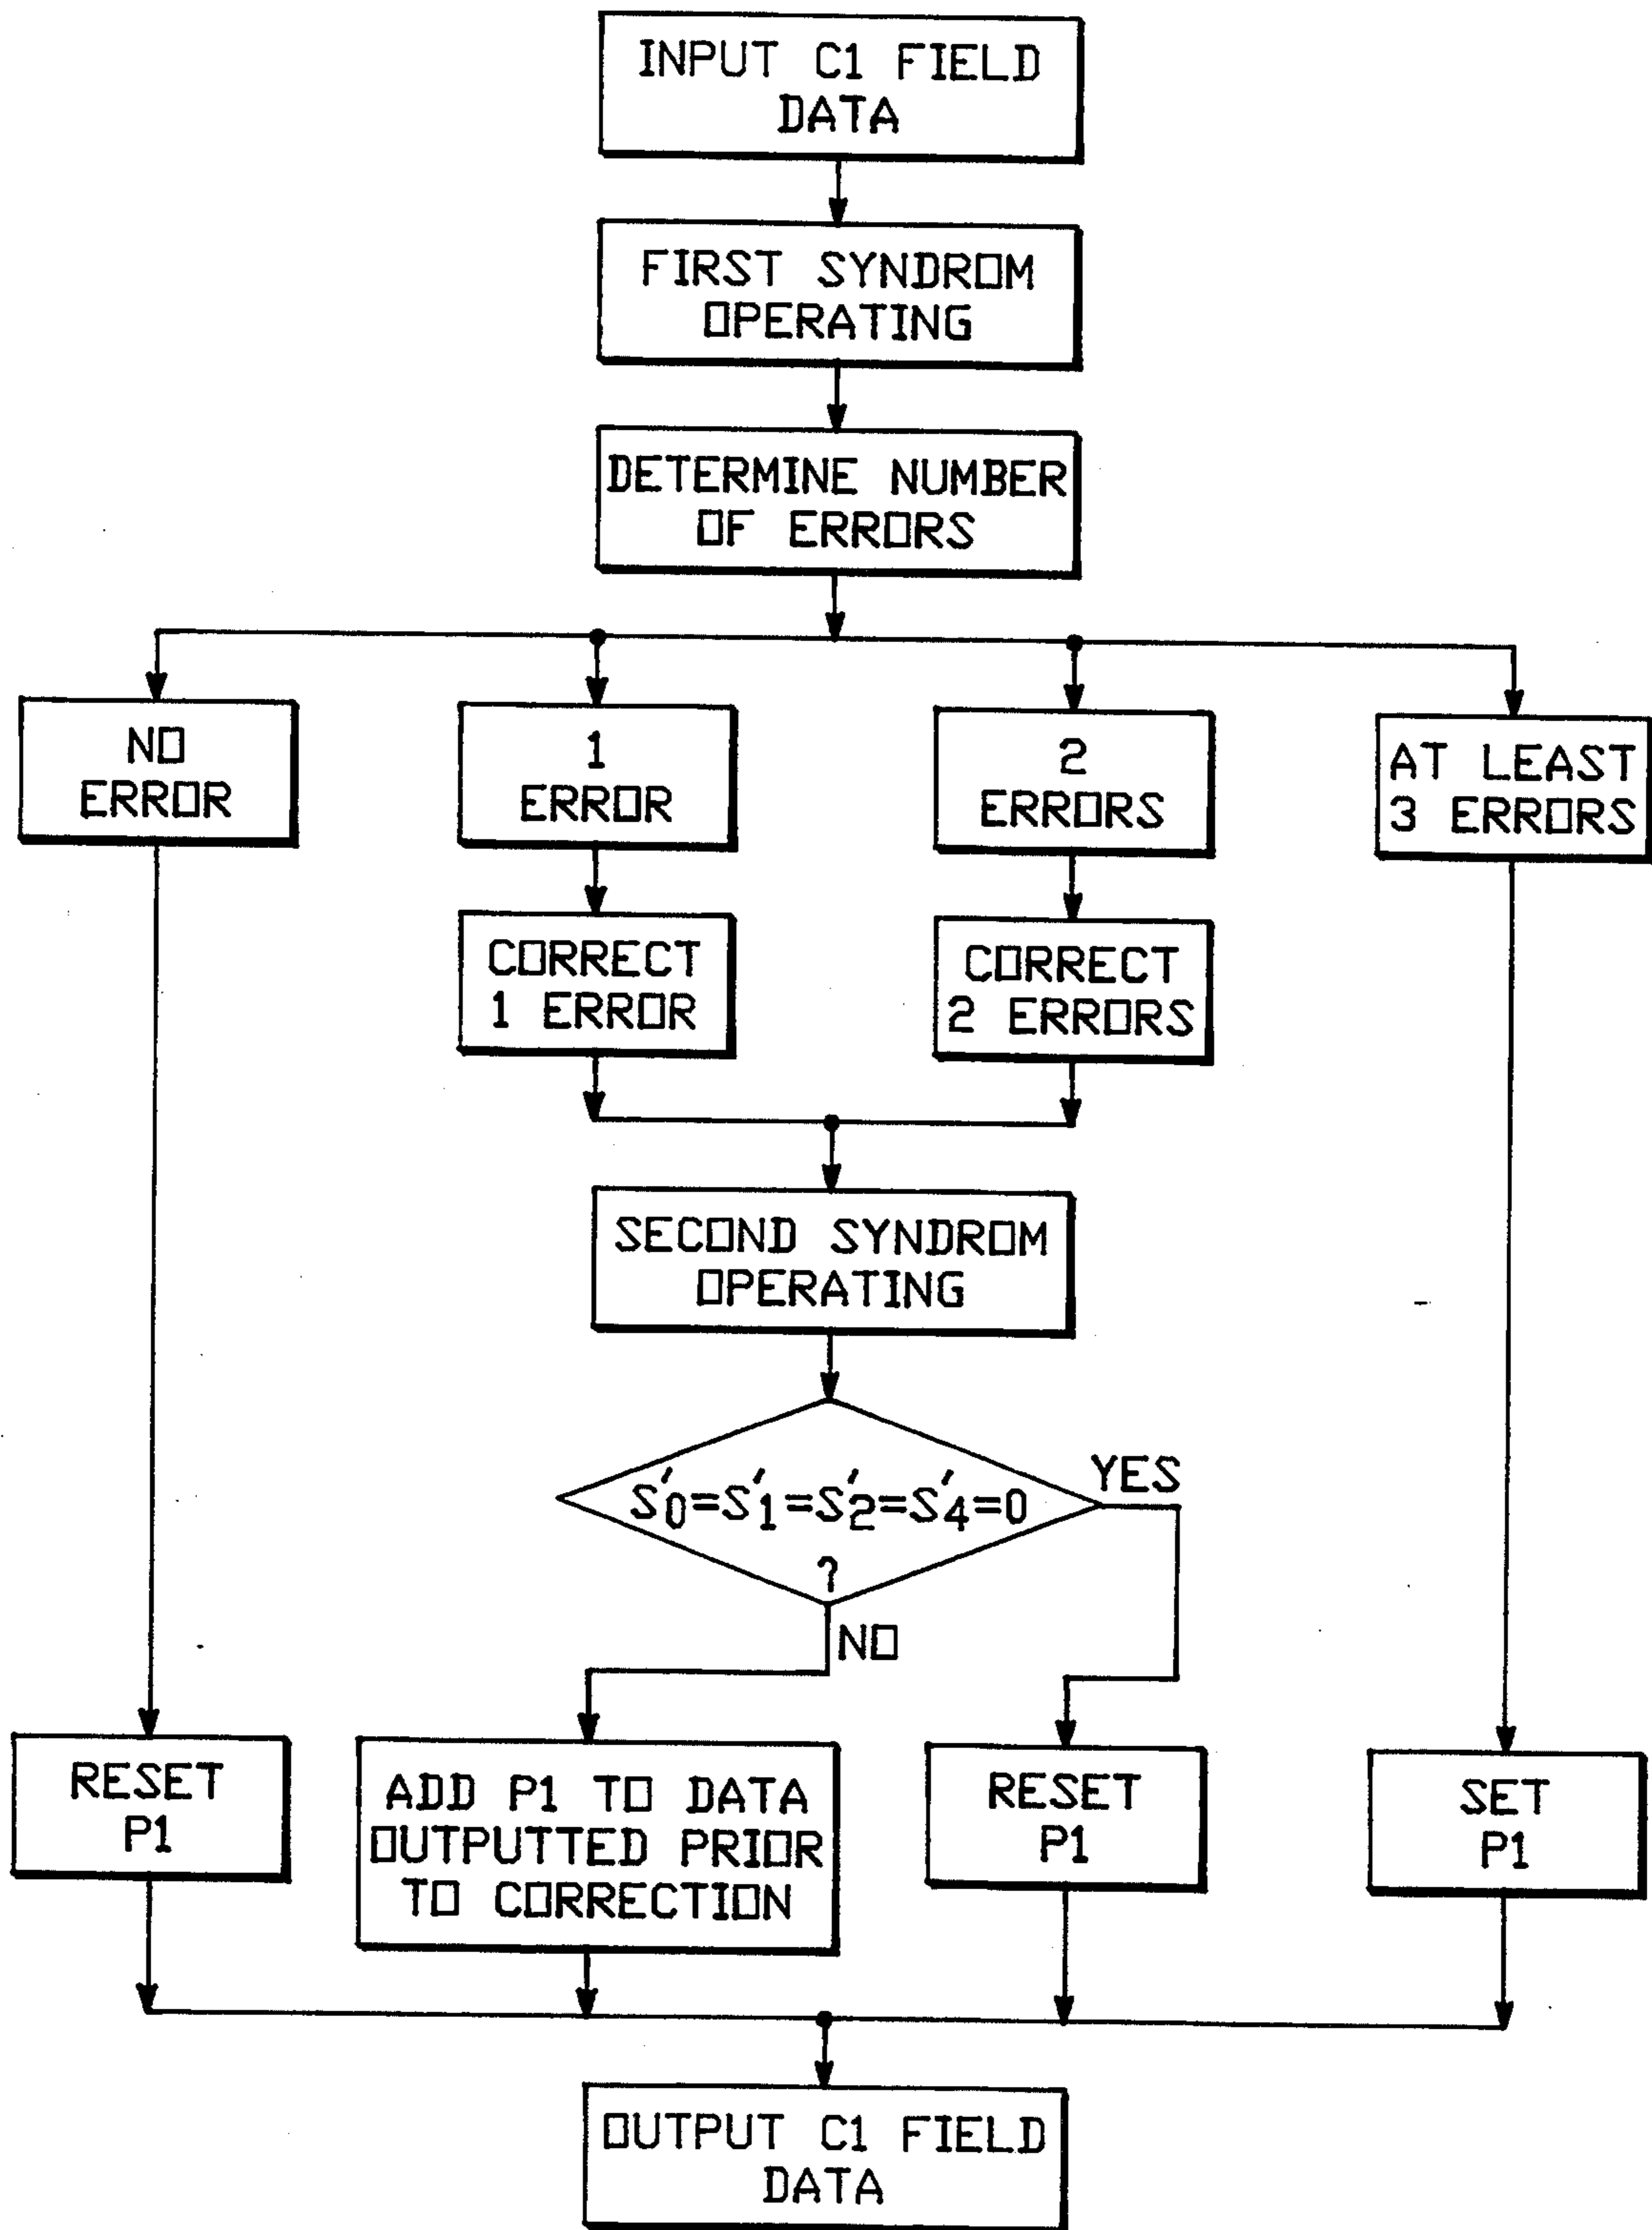 INPUT C1 FIELD
DATA
FIRST SYNDROM
OPERATING
DETERMINE NUMBER
OF ERRORS
NO
ERROR
1
ERROR
2
ERRORS
AT LEAST
3 ERRORS
CORRECT
1 ERROR
CORRECT
2 ERRORS
SECOND SYNDROM
OPERATING
S'0=S'1=S'2=S'4=0
?
YES
NO
RESET
P1
ADD P1 TO DATA
OUTPUTTED PRIOR
TO CORRECTION
RESET
P1
SET
P1
OUTPUT C1 FIELD
DATA